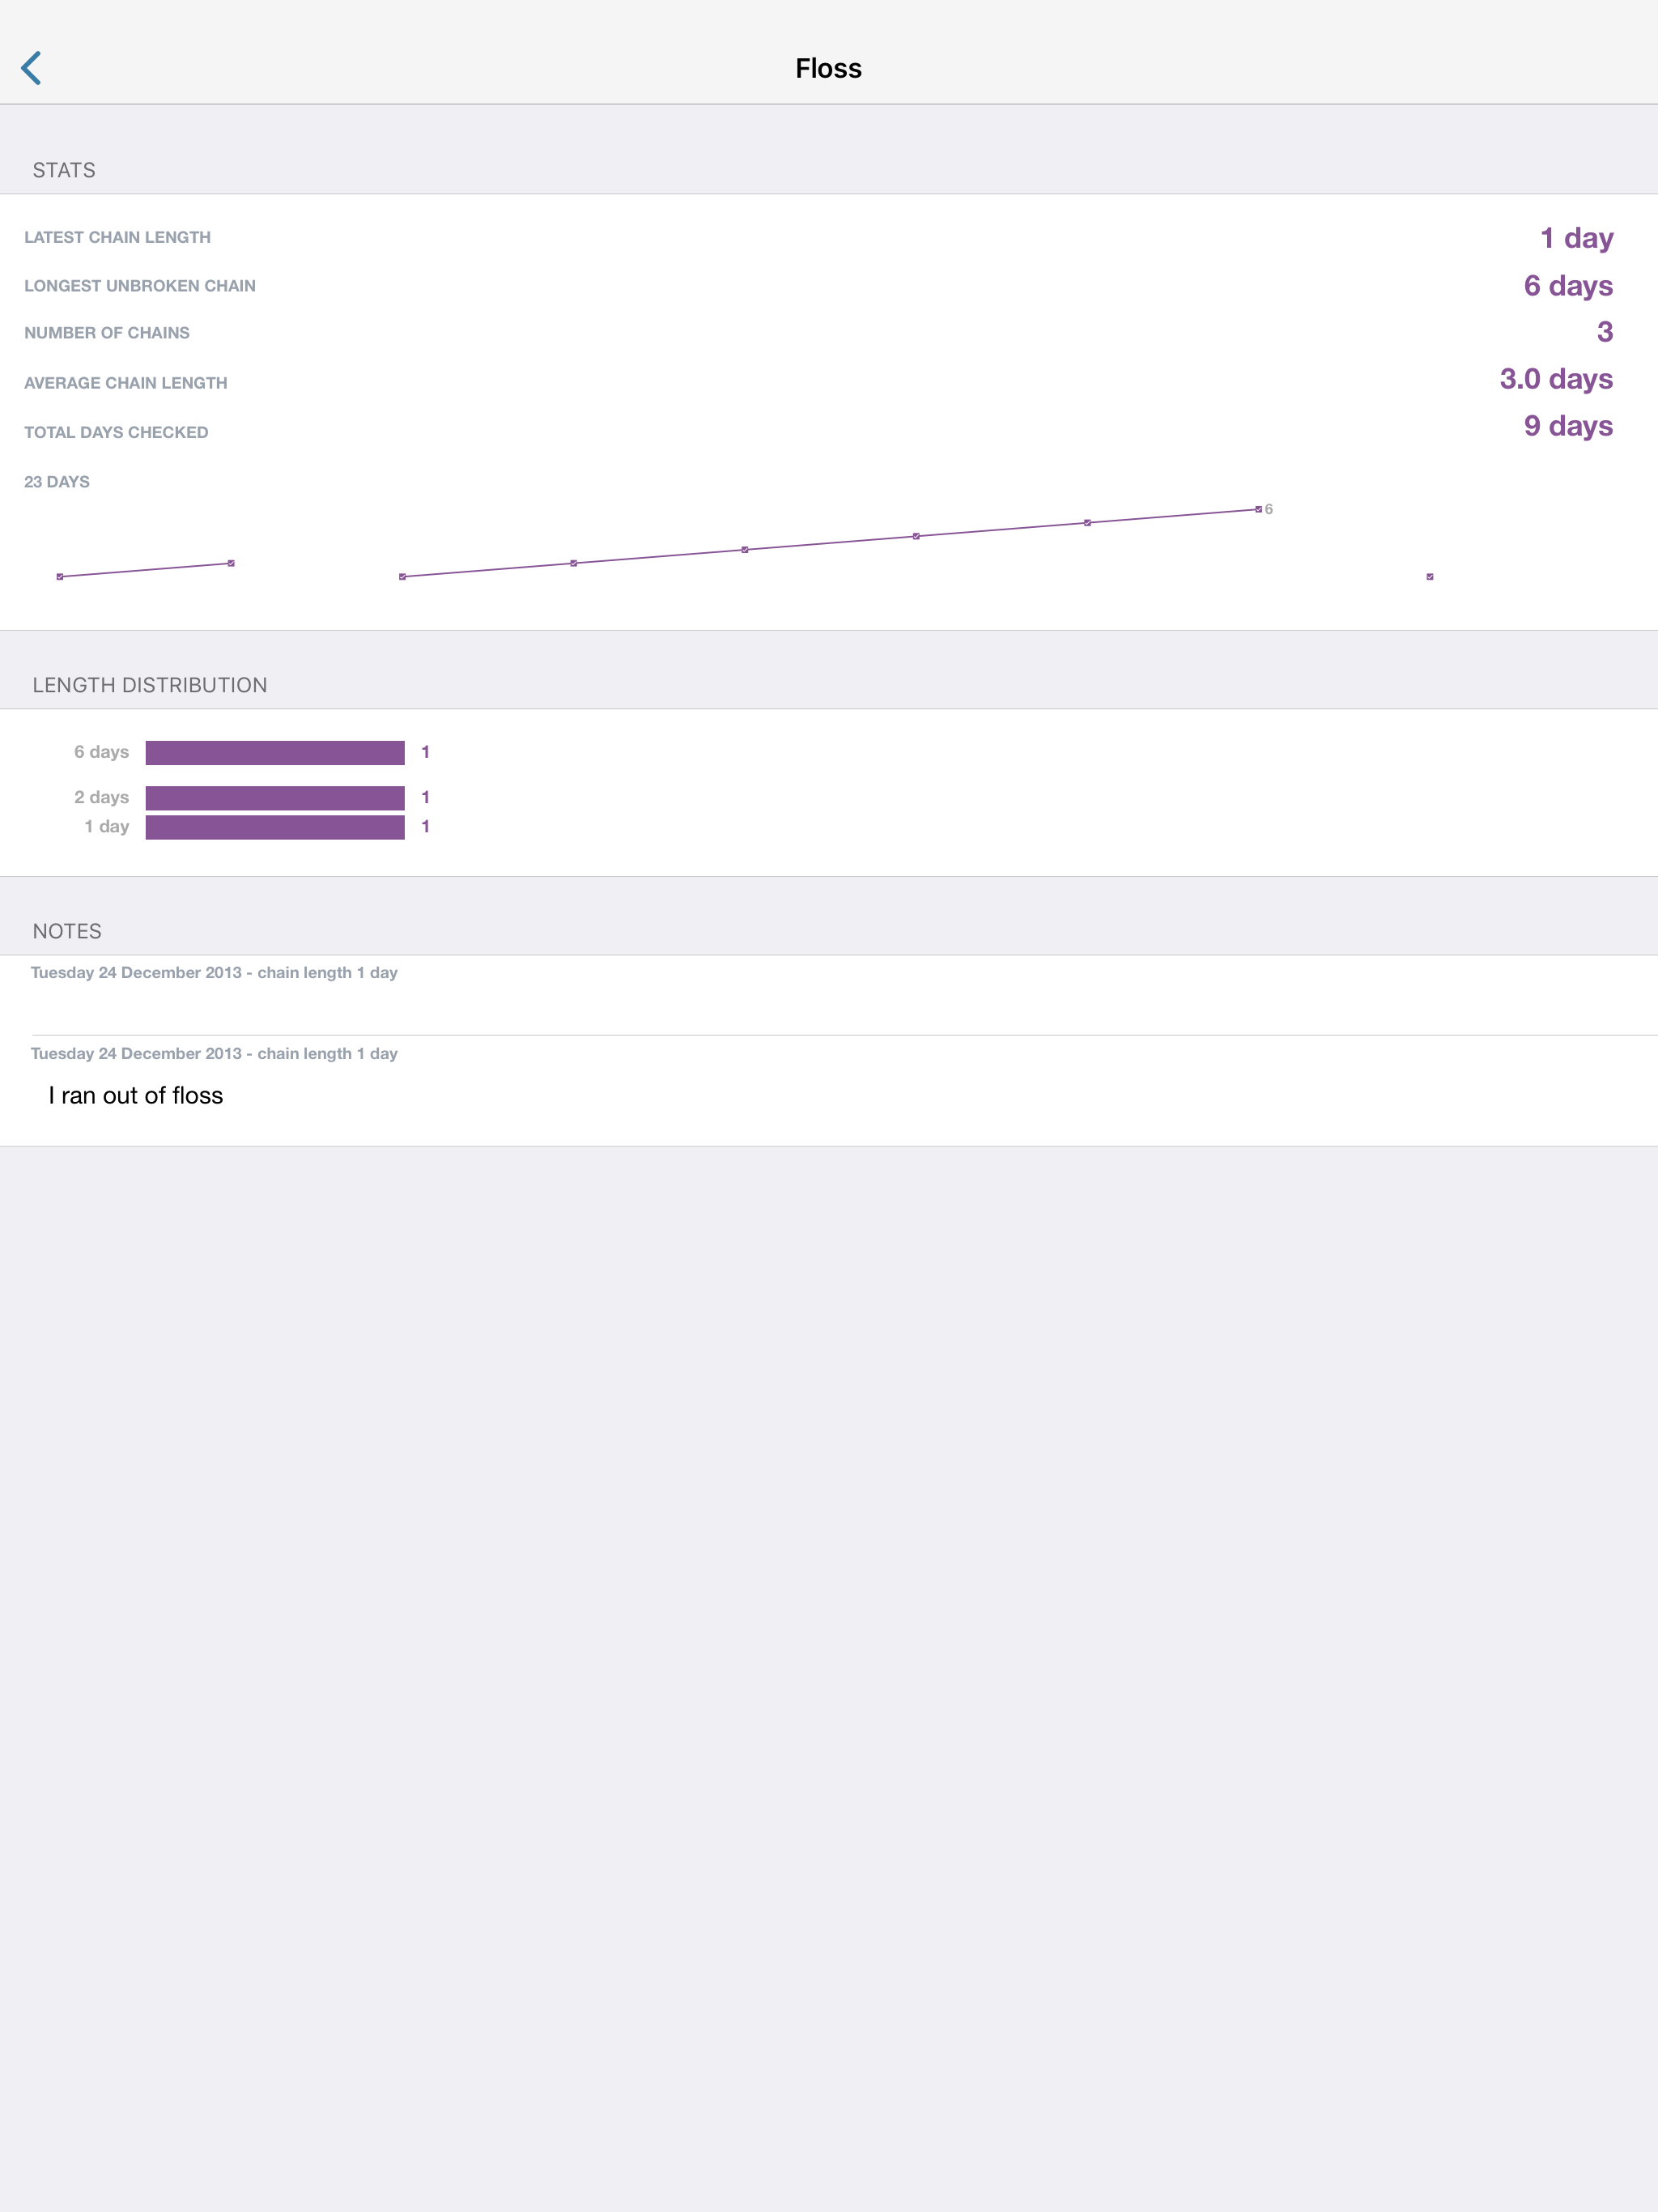 Floss
STATS
LATEST CHAIN LENGTH 1 day
LONGEST UNBROKEN CHAIN 6 days
NUMBER OF CHAINS 3
AVERAGE CHAIN LENGTH 3.0 days
TOTAL DAYS CHECKED 9 days
23 DAYS
6
LENGTH DISTRIBUTION
6 days 1
2 days 1
1 day 1
NOTES
Tuesday 24 December 2013 - chain length 1 day
Tuesday 24 December 2013 - chain length 1 day
I ran out of floss